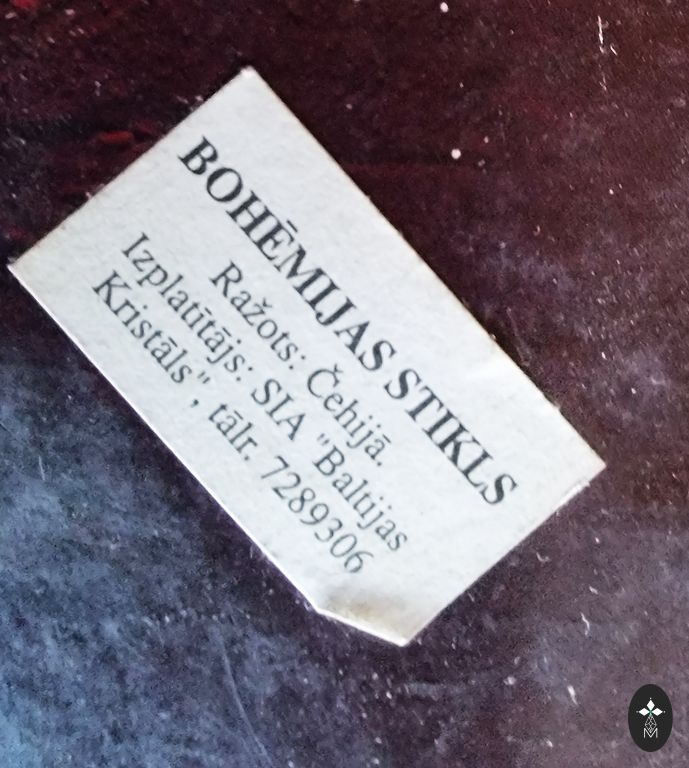 BOHĒMIJAS STIKLS
Ražots: Čehijā.
Izplatītājs: SIA "Baltijas
Kristāls", tālr. 7289306